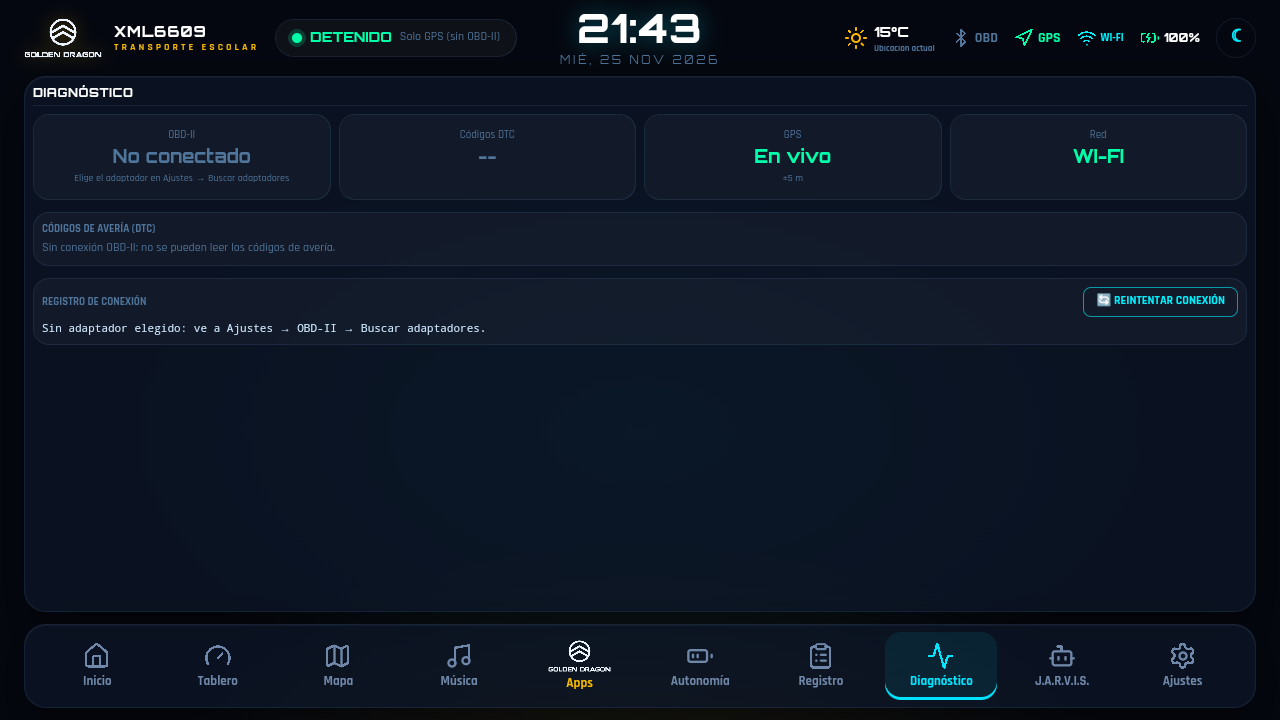 GOLDEN DRAGON
XML6609
TRANSPORTE ESCOLAR
DETENIDO Solo GPS (sin OBD-II)
21:43
MIÉ, 25 NOV 2026
15°C
Ubicación actual
OBD
GPS
WI-FI
100%
DIAGNÓSTICO
OBD-II
No conectado
Elige el adaptador en Ajustes → Buscar adaptadores
Códigos DTC
--
GPS
En vivo
±5 m
Red
WI-FI
CÓDIGOS DE AVERÍA (DTC)
Sin conexión OBD-II: no se pueden leer los códigos de avería.
REGISTRO DE CONEXIÓN
REINTENTAR CONEXIÓN
Sin adaptador elegido: ve a Ajustes → OBD-II → Buscar adaptadores.
Inicio
Tablero
Mapa
Música
GOLDEN DRAGON
Apps
Autonomía
Registro
Diagnóstico
J.A.R.V.I.S.
Ajustes